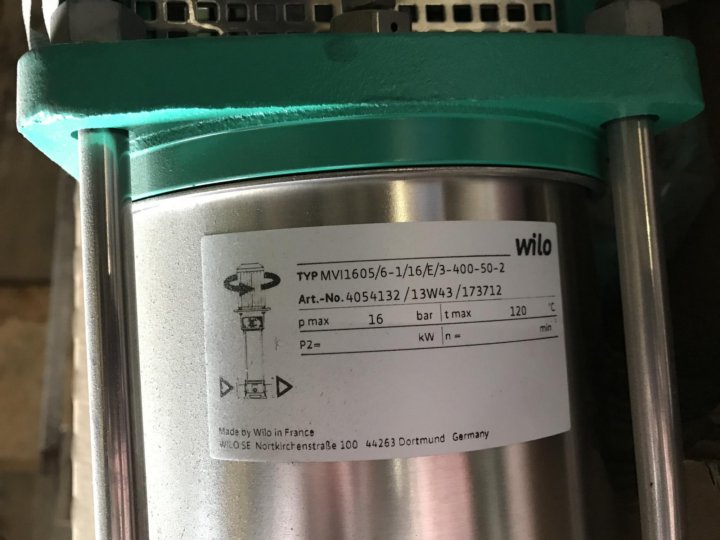 wilo
TYP MVI1605/6-1/16/E/3-400-50-2
Art.-No. 4054132 / 13W43 / 173712
p max 16 bar t max 120 °C
P2= kW n = min
Made by Wilo in France
WILO SE Nortkirchenstraße 100 44263 Dortmund Germany